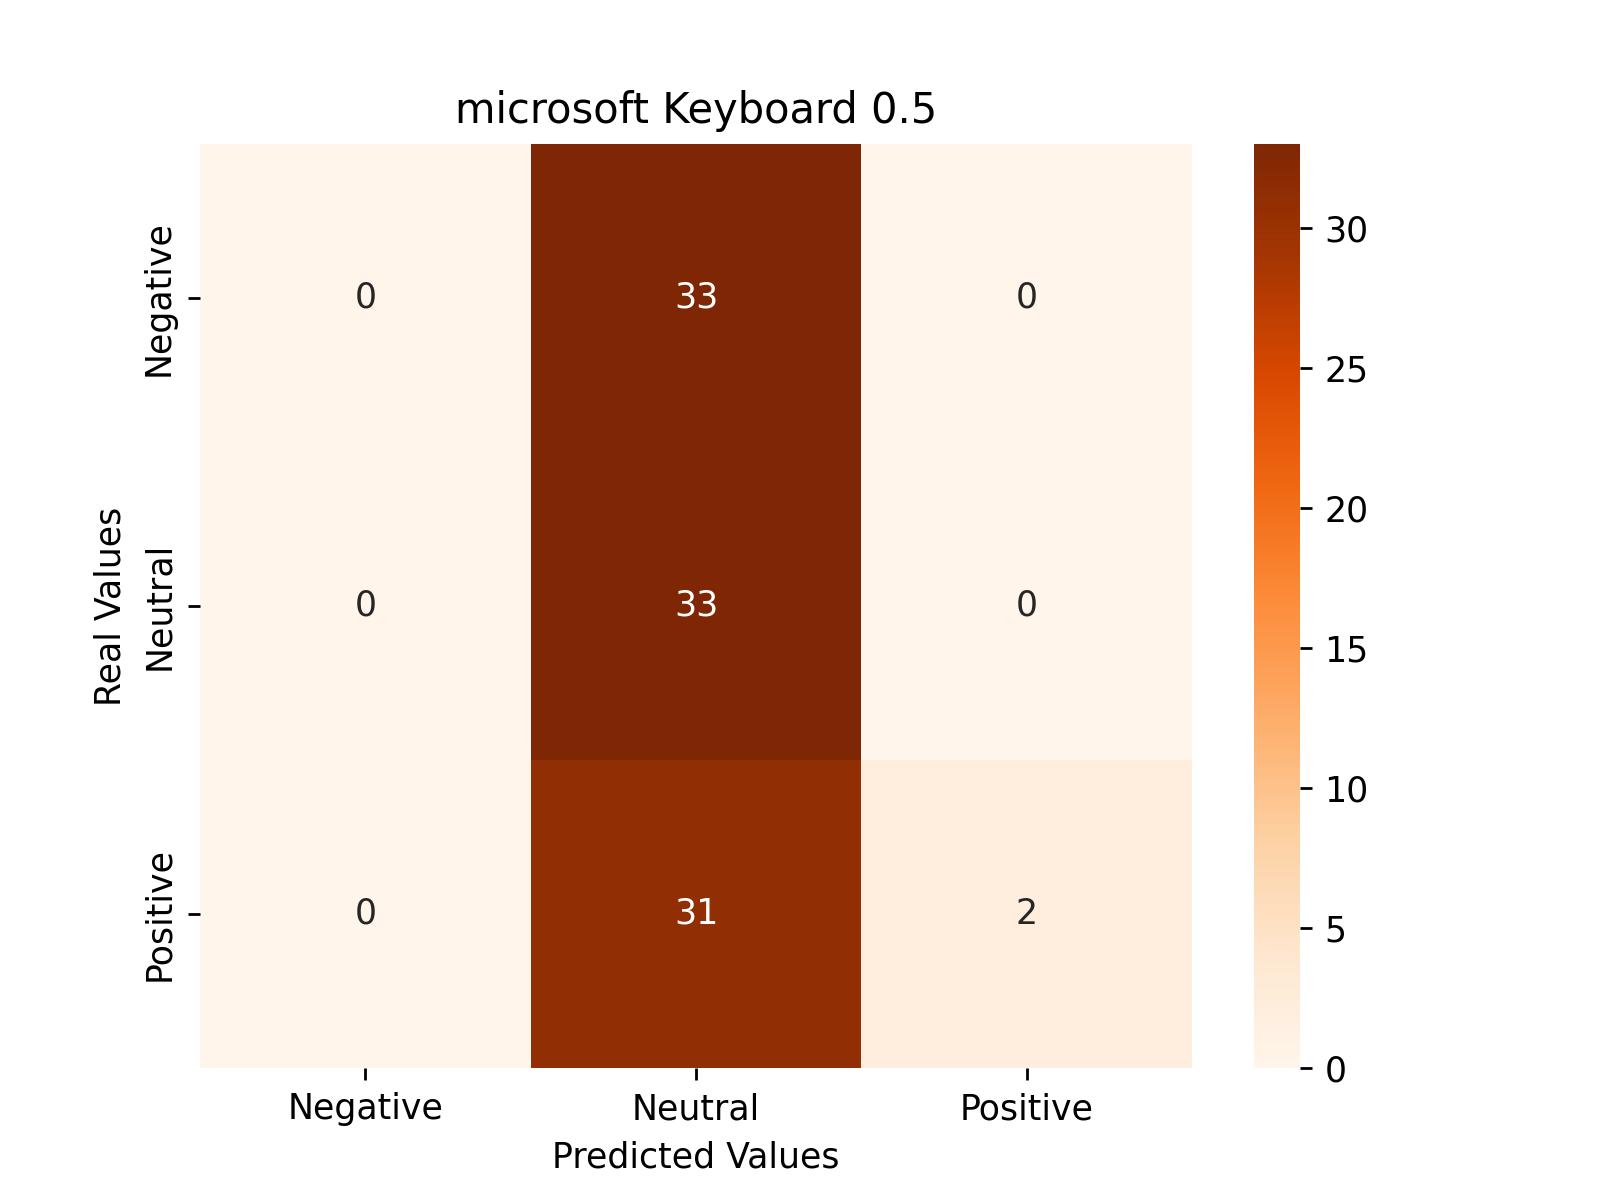 microsoft Keyboard 0.5
Real Values
Negative
0 33 0
Neutral
0 33 0
Positive
0 31 2
Negative Neutral Positive
Predicted Values
30
25
20
15
10
5
0